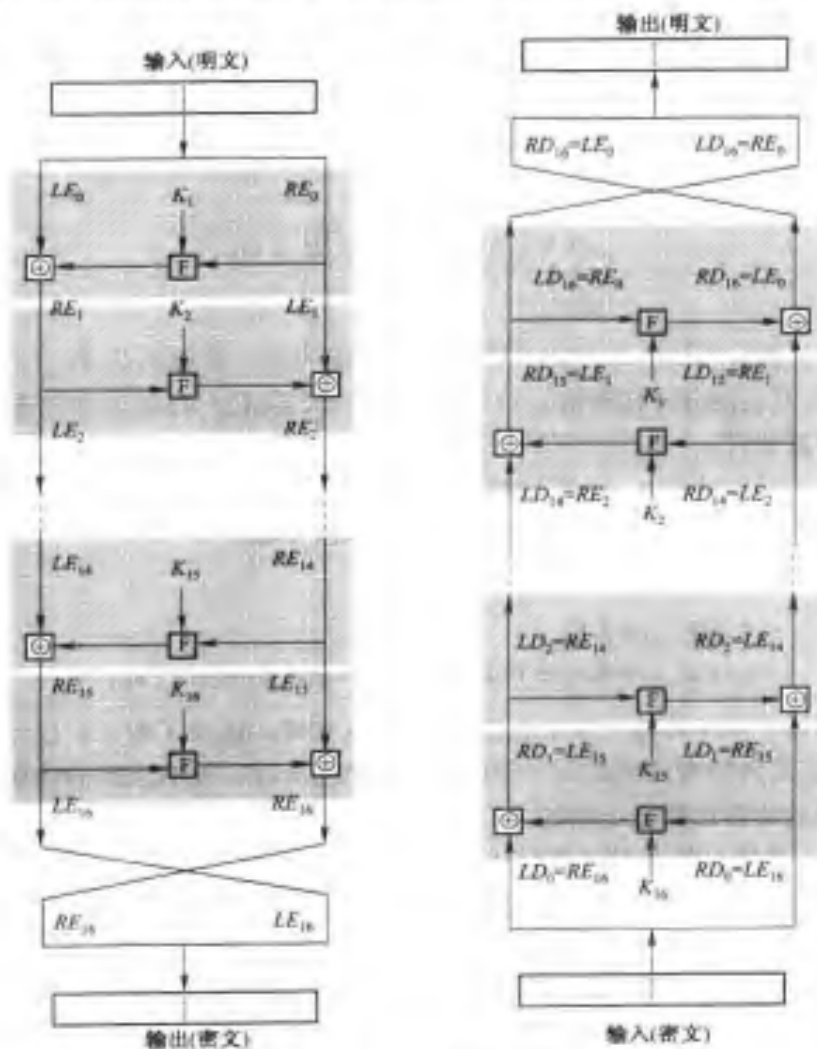 输入(明文)
LE₀ K₁ RE₀
F
RE₁ K₂ LE₁
F
LE₂ RE₂
LE₁₄ K₁₅ RE₁₄
F
RE₁₅ K₁₆ LE₁₅
F
LE₁₆ RE₁₆
RE₁₆ LE₁₆
输出(密文)
输出(明文)
RD₁₆=LE₀ LD₁₆=RE₀
LD₁₆=RE₀ RD₁₆=LE₀
F
RD₁₅=LE₁ K₁ LD₁₅=RE₁
F
LD₁₄=RE₂ K₂ RD₁₄=LE₂
LD₂=RE₁₄ RD₂=LE₁₄
F
RD₁=LE₁₅ K₁₅ LD₁=RE₁₅
F
LD₀=RE₁₆ K₁₆ RD₀=LE₁₆
输入(密文)